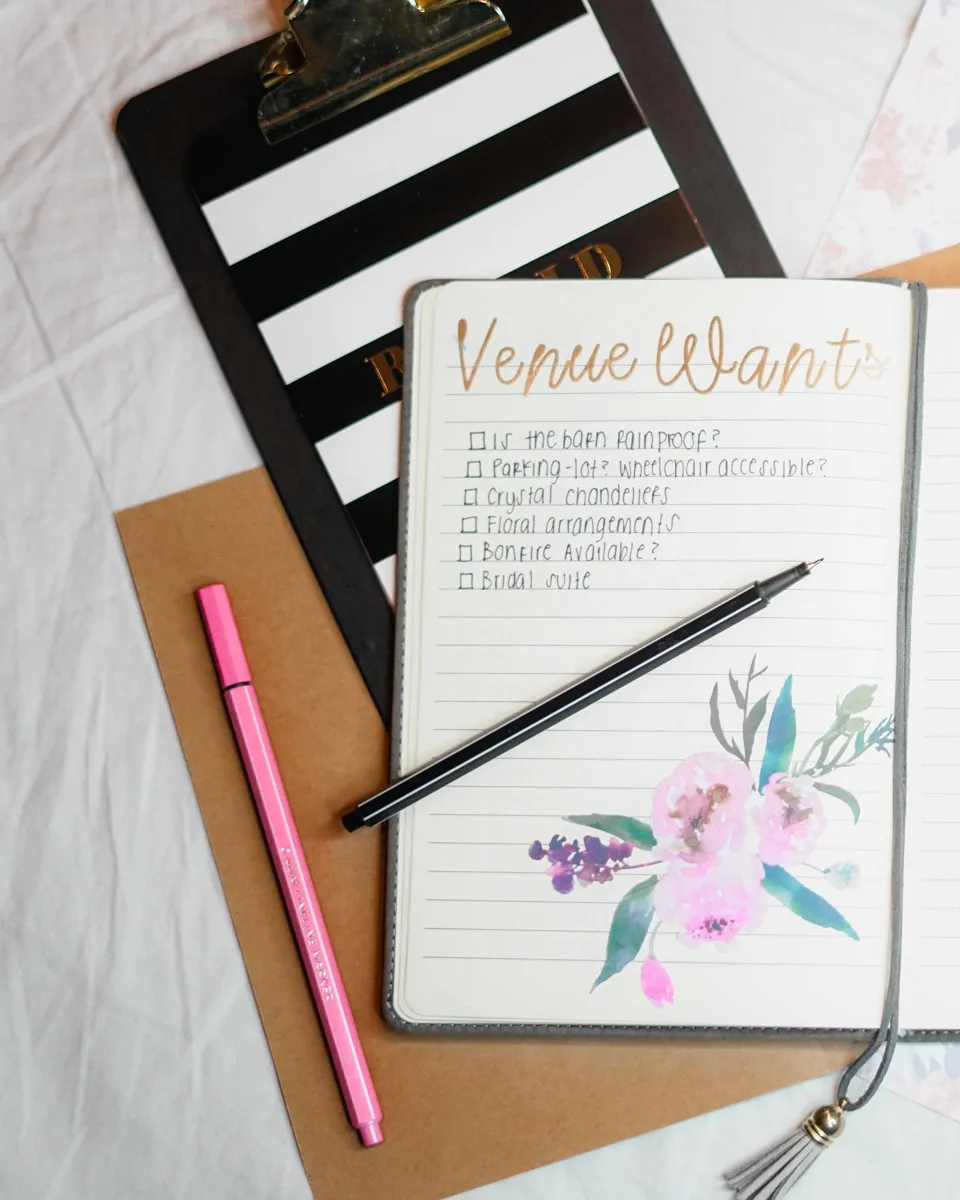 Venue Wants
Is the barn rainproof?
Parking-lot? wheelchair accessible?
Crystal chandeliers
Floral arrangements
Bonfire Available?
Bridal suite